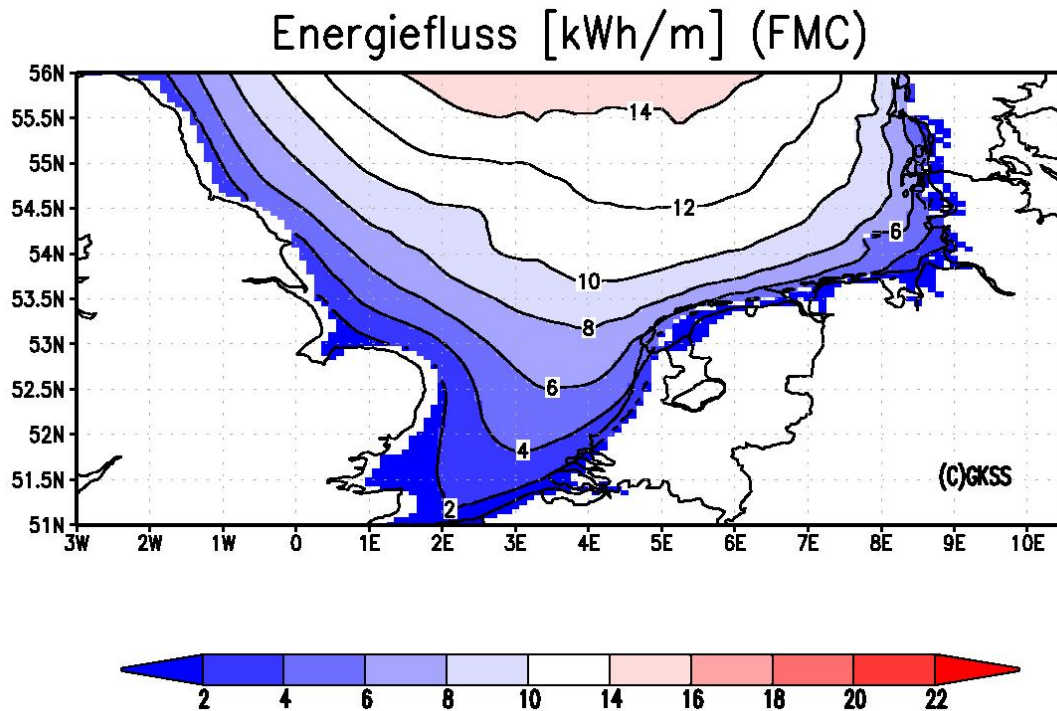 Energiefluss [kWh/m] (FMC)
56N
55.5N
14
55N
54.5N
12
6
54N
10
53.5N
8
53N
52.5N
6
52N
4
51.5N
(C)GKSS
2
51N
3W 2W 1W 0 1E 2E 3E 4E 5E 6E 7E 8E 9E 10E
2 4 6 8 10 14 16 18 20 22